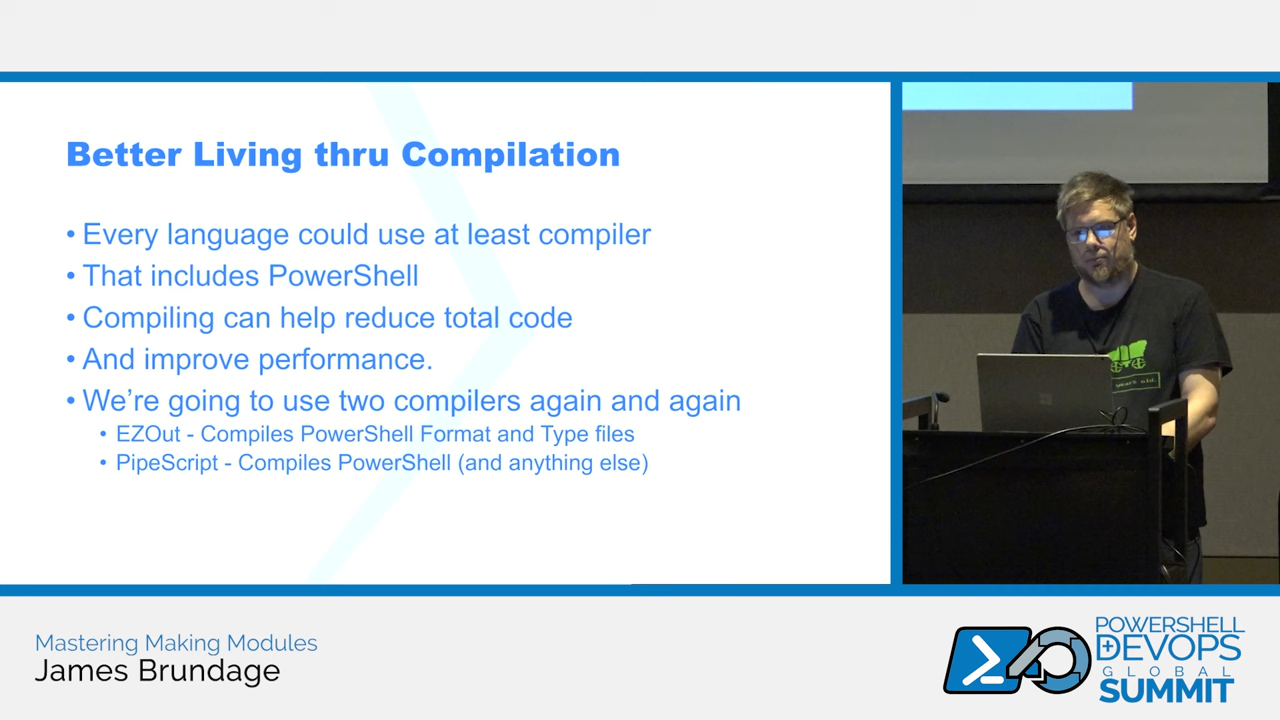 Better Living thru Compilation
• Every language could use at least compiler
• That includes PowerShell
• Compiling can help reduce total code
• And improve performance.
• We’re going to use two compilers again and again
• EZOut - Compiles PowerShell Format and Type files
• PipeScript - Compiles PowerShell (and anything else)
years old.
Mastering Making Modules
James Brundage
POWERSHELL
DEVOPS
GLOBAL
SUMMIT